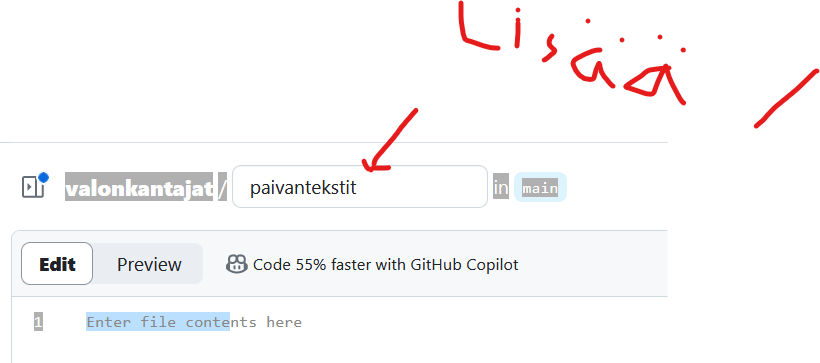 Lisää /
valonkantajat / paivantekstit in main
Edit Preview Code 55% faster with GitHub Copilot
1 Enter file contents here